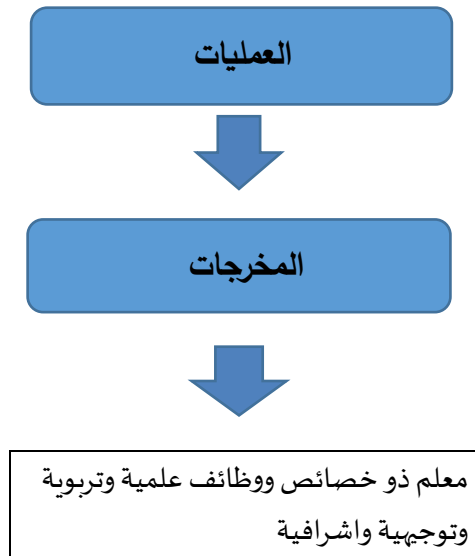 العمليات
المخرجات
معلم ذو خصائص ووظائف علمية وتربوية
وتوجيهية واشرافية